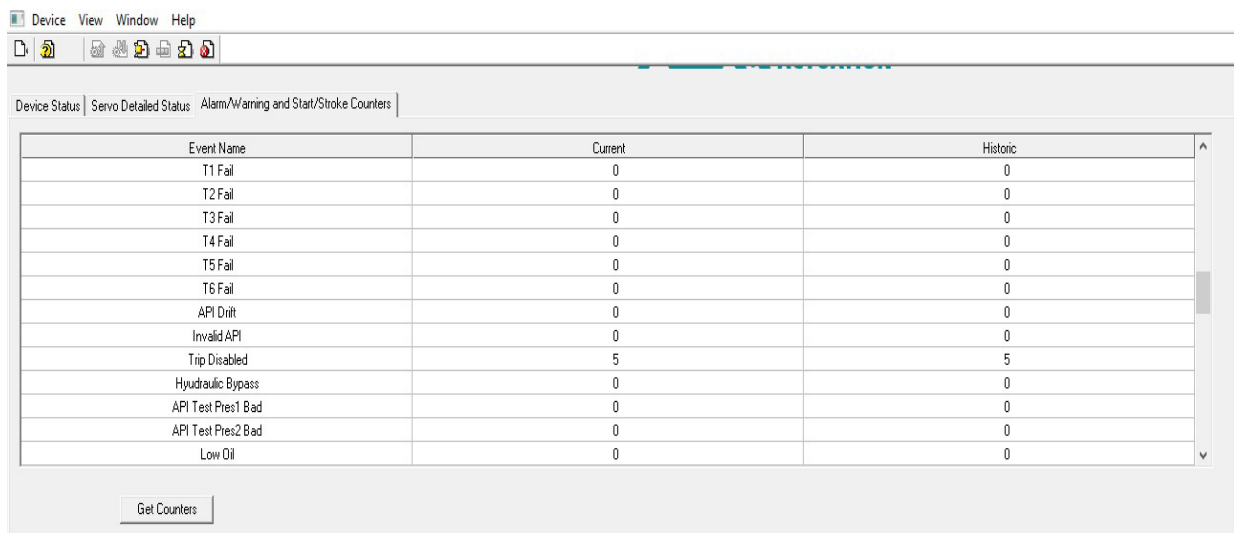 Device View Window Help
Device Status Servo Detailed Status Alarm/Warning and Start/Stroke Counters
Event Name Current Historic
T1 Fail 0 0
T2 Fail 0 0
T3 Fail 0 0
T4 Fail 0 0
T5 Fail 0 0
T6 Fail 0 0
API Drift 0 0
Invalid API 0 0
Trip Disabled 5 5
Hyudraulic Bypass 0 0
API Test Pres1 Bad 0 0
API Test Pres2 Bad 0 0
Low Oil 0 0
Get Counters